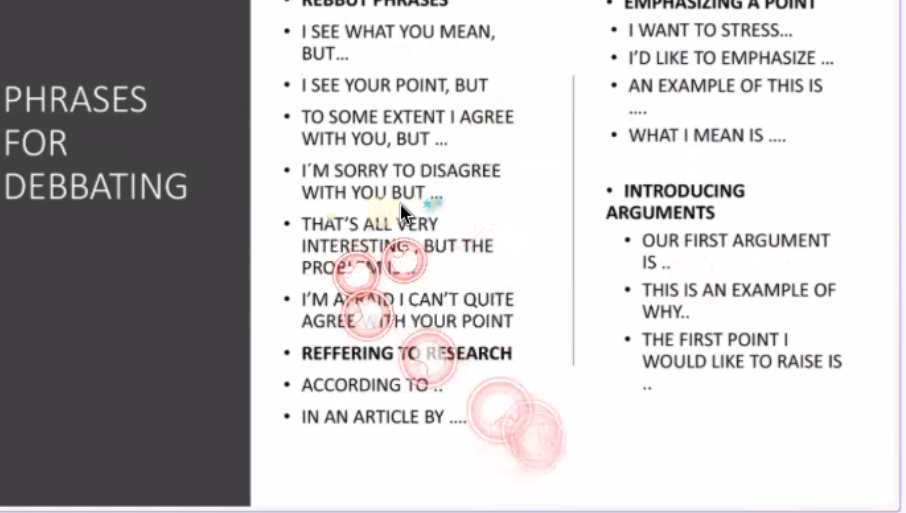 PHRASES
FOR
DEBBATING
REBBUT PHRASES
I SEE WHAT YOU MEAN,
BUT...
I SEE YOUR POINT, BUT
TO SOME EXTENT I AGREE
WITH YOU, BUT ...
I´M SORRY TO DISAGREE
WITH YOU BUT ...
THAT'S ALL VERY
INTERESTING , BUT THE
PROBLEM IS ...
I'M AFRAID I CAN'T QUITE
AGREE WITH YOUR POINT
REFFERING TO RESEARCH
ACCORDING TO ..
IN AN ARTICLE BY ....
EMPHASIZING A POINT
I WANT TO STRESS...
I'D LIKE TO EMPHASIZE ...
AN EXAMPLE OF THIS IS
....
WHAT I MEAN IS ....
INTRODUCING
ARGUMENTS
OUR FIRST ARGUMENT
IS ..
THIS IS AN EXAMPLE OF
WHY..
THE FIRST POINT I
WOULD LIKE TO RAISE IS
..